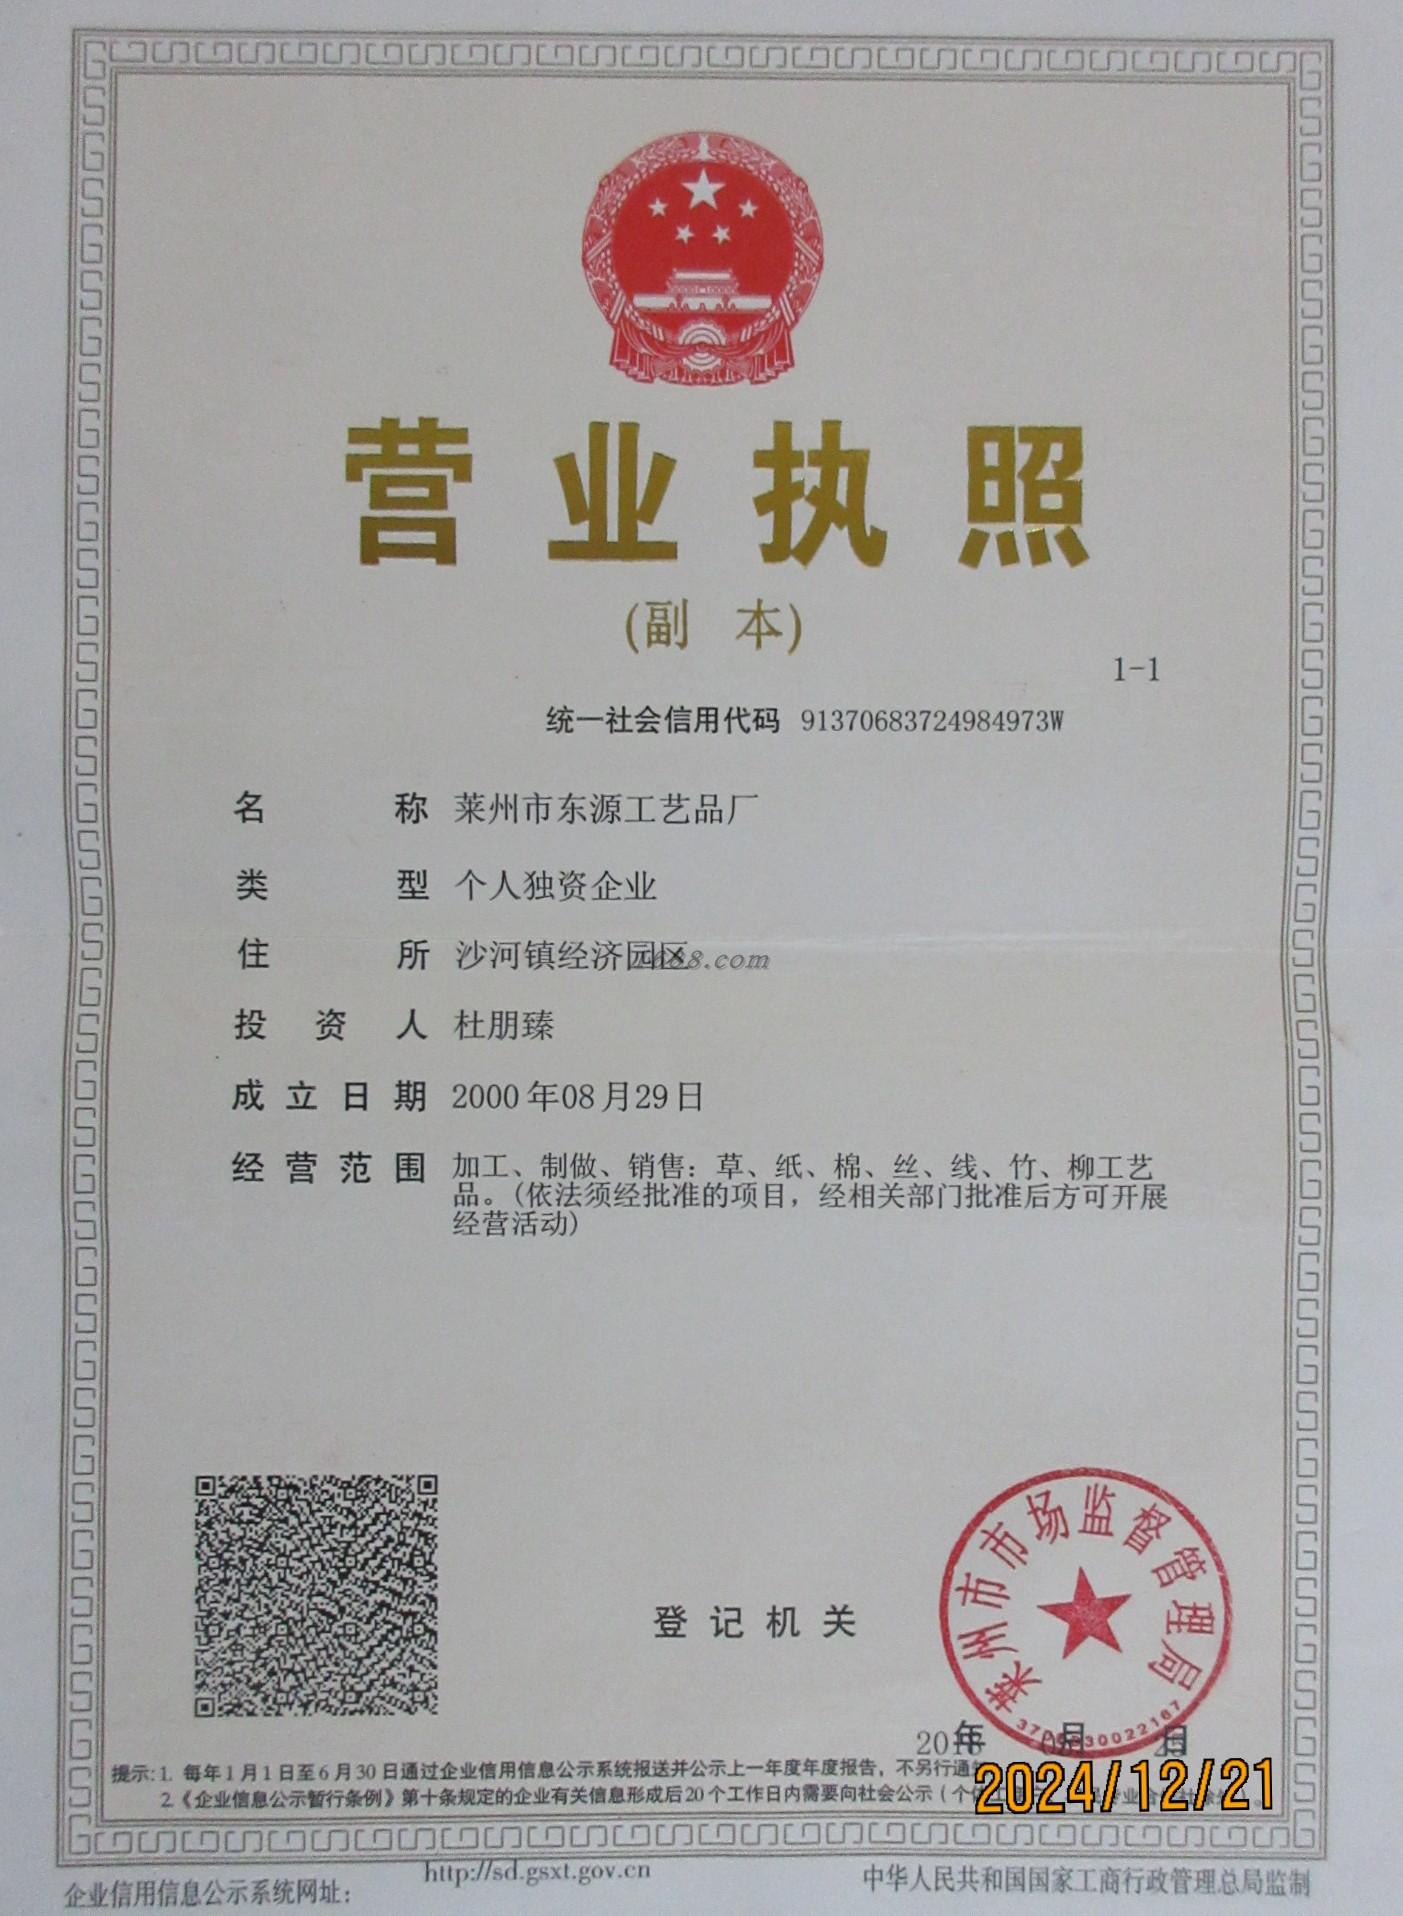 营业执照
(副 本)
1-1
统一社会信用代码 91370683724984973W
名称 莱州市东源工艺品厂
类型 个人独资企业
住所 沙河镇经济园区
1688.com
投资人 杜朋臻
成立日期 2000年08月29日
经营范围 加工、制做、销售：草、纸、棉、丝、线、竹、柳工艺
品。(依法须经批准的项目，经相关部门批准后方可开展
经营活动)
登记机关
莱州市市场监督管理局
年 月 日
提示：1. 每年1月1日至6月30日通过企业信用信息公示系统报送并公示上一年度年度报告，不另行通知
2.《企业信息公示暂行条例》第十条规定的企业有关信息形成后20个工作日内需要向社会公示（个体工
2024/12/21
http://sd.gsxt.gov.cn
企业信用信息公示系统网址：
中华人民共和国国家工商行政管理总局监制